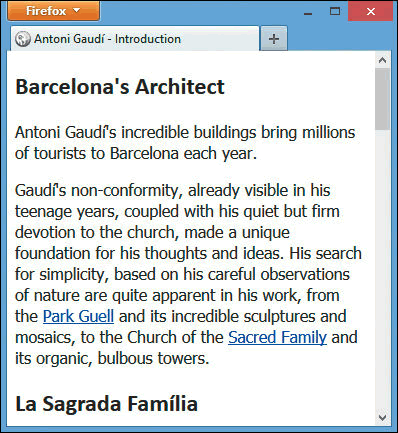 Firefox
Antoni Gaudí - Introduction
Barcelona's Architect
Antoni Gaudí's incredible buildings bring millions
of tourists to Barcelona each year.
Gaudí's non-conformity, already visible in his
teenage years, coupled with his quiet but firm
devotion to the church, made a unique
foundation for his thoughts and ideas. His search
for simplicity, based on his careful observations
of nature are quite apparent in his work, from
the Park Guell and its incredible sculptures and
mosaics, to the Church of the Sacred Family and
its organic, bulbous towers.
La Sagrada Família